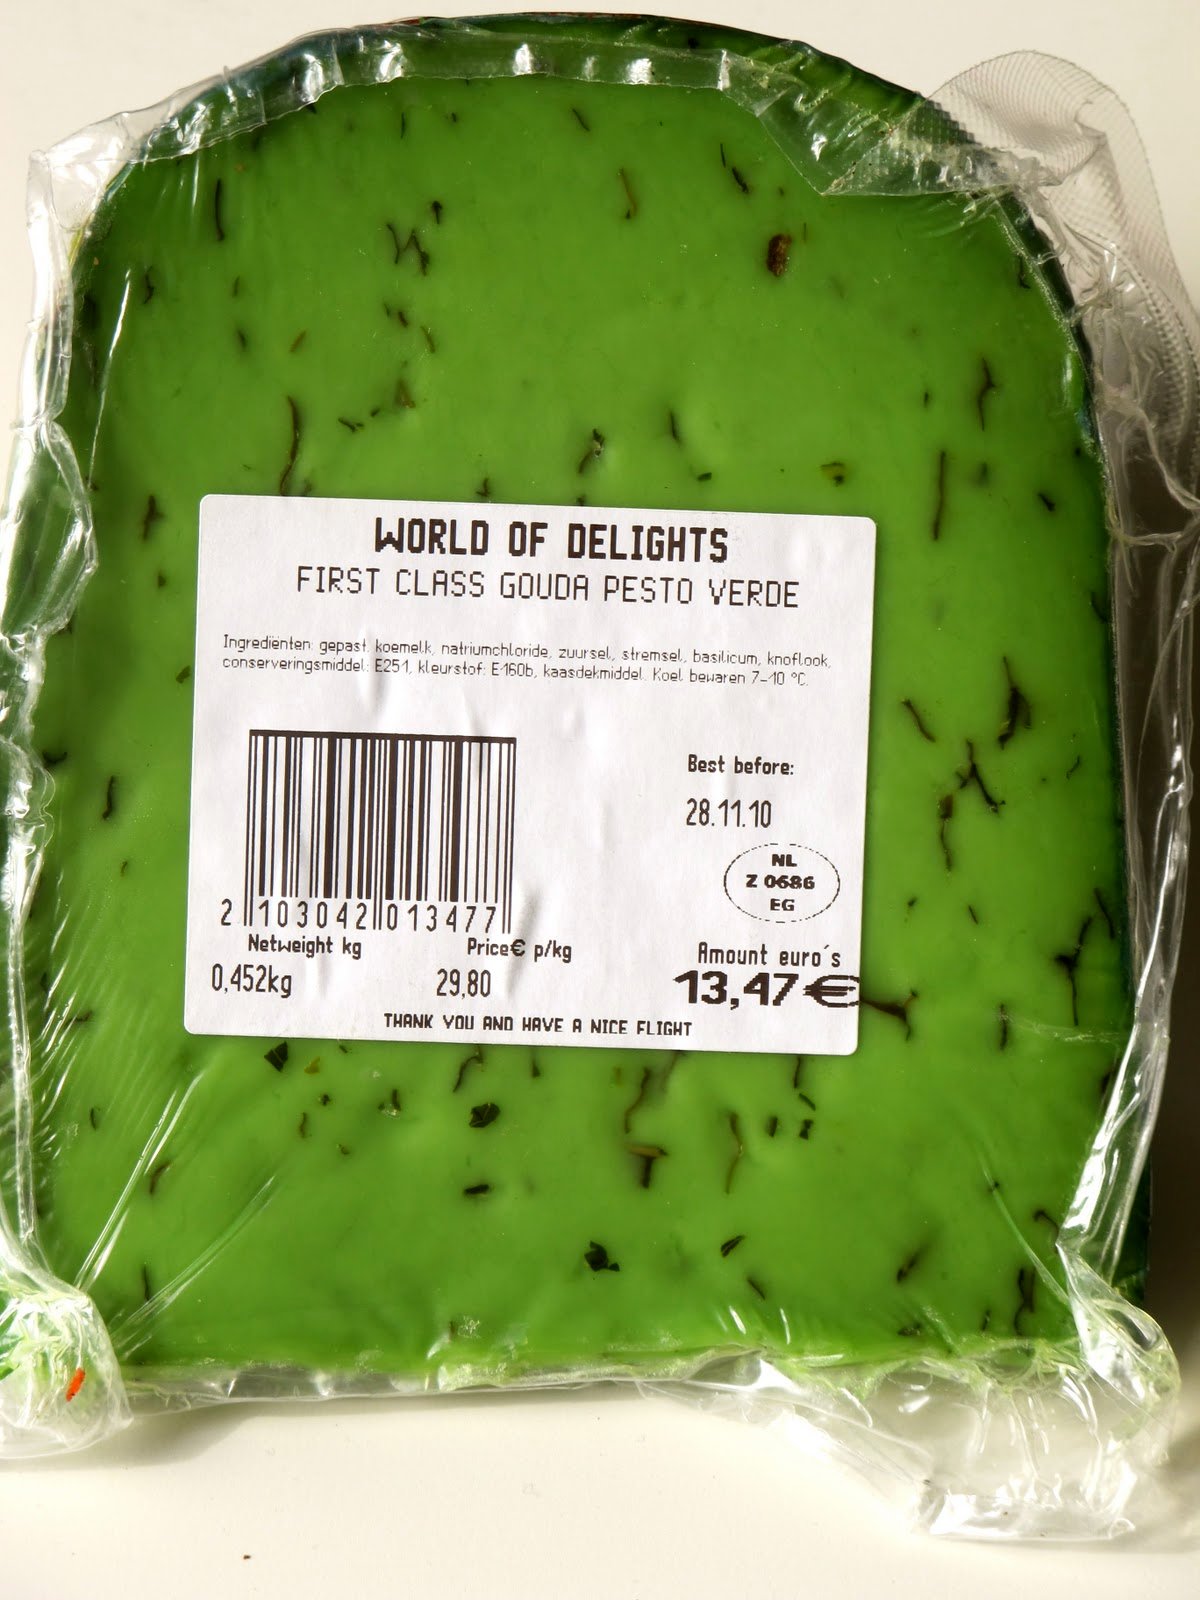 WORLD OF DELIGHTS
FIRST CLASS GOUDA PESTO VERDE
Ingrediënten: gepast. koemelk, natriumchloride, zuursel, stremsel, basilicum, knoflook,
conserveringsmiddel: E251, kleurstof: E160b, kaasdekmiddel. Koel bewaren 7-10 °C.
Best before:
28.11.10
NL
Z 0686
EG
2 103042 013477
Netweight kg Price€ p/kg Amount euro's
0,452kg 29,80 13,47€
THANK YOU AND HAVE A NICE FLIGHT